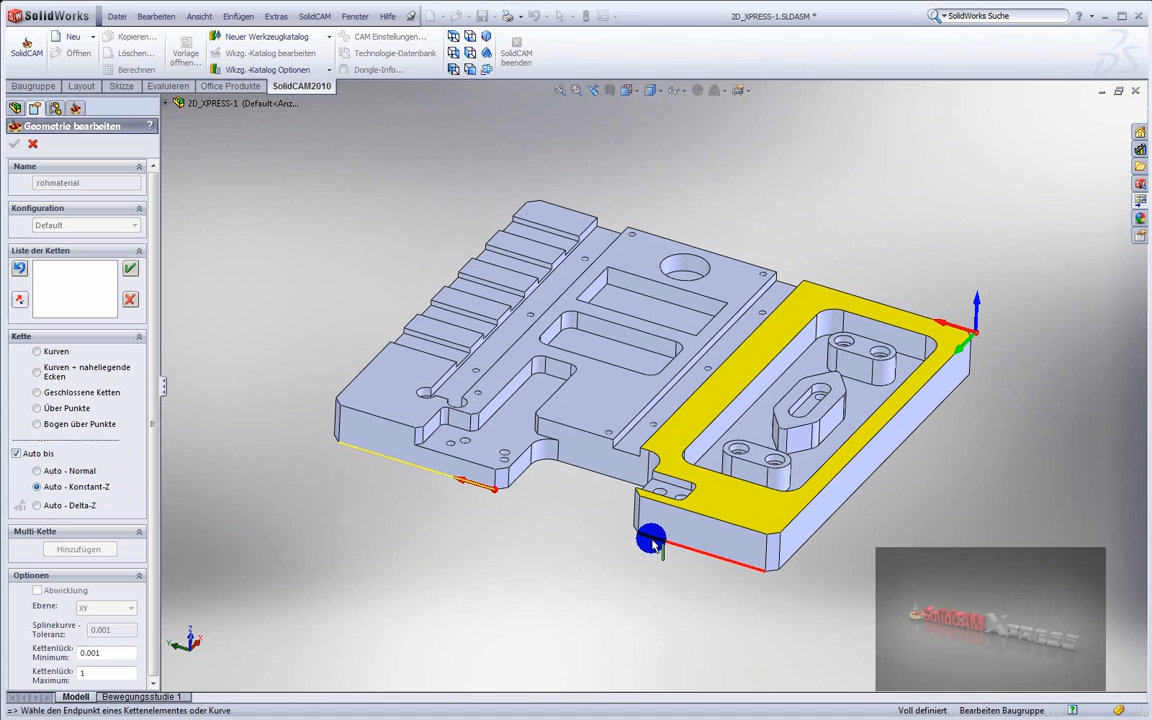 SolidWorks
Datei Bearbeiten Ansicht Einfügen Extras SolidCAM Fenster Hilfe
2D_XPRESS-1.SLDASM *
SolidWorks Suche
SolidCAM
Neu
Öffnen
Kopieren...
Löschen...
Berechnen
Vorlage
öffnen...
Neuer Werkzeugkatalog
Wkzg.-Katalog bearbeiten
Wkzg.-Katalog Optionen
CAM Einstellungen...
Technologie-Datenbank
Dongle-Info...
SolidCAM
beenden
Baugruppe Layout Skizze Evaluieren Office Produkte SolidCAM2010
2D_XPRESS-1 (Default<Anz...
Geometrie bearbeiten ?
Name
rohmaterial
Konfiguration
Default
Liste der Ketten
Kette
Kurven
Kurven + naheliegende
Ecken
Geschlossene Ketten
Über Punkte
Bogen über Punkte
Auto bis
Auto - Normal
Auto - Konstant-Z
Auto - Delta-Z
Multi-Kette
Hinzufügen
Optionen
Abwicklung
Ebene: XY
Splinekurve -
Toleranz: 0.001
Kettenlück
Minimum: 0.001
Kettenlück
Maximum: 1
SolidCAM XPRESS
Y Z X
Modell Bewegungsstudie 1
=> Wähle den Endpunkt eines Kettenelementes oder Kurve
Voll definiert Bearbeiten Baugruppe